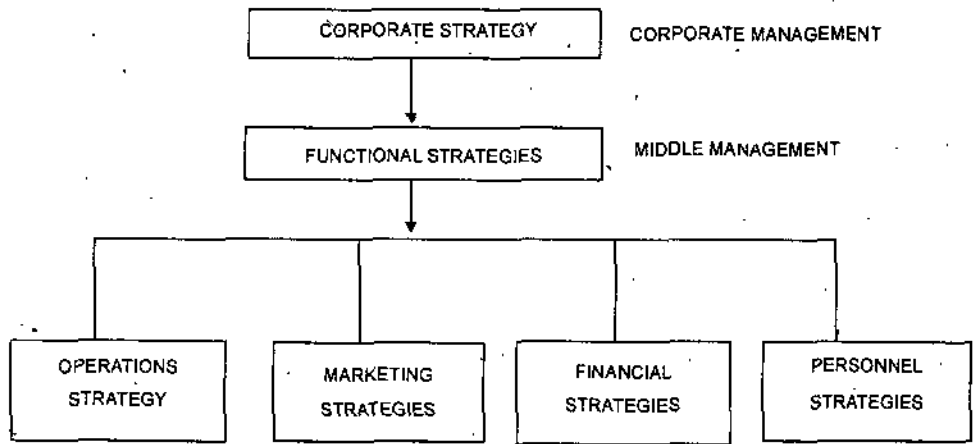 CORPORATE STRATEGY
CORPORATE MANAGEMENT
FUNCTIONAL STRATEGIES
MIDDLE MANAGEMENT
OPERATIONS
STRATEGY
MARKETING
STRATEGIES
FINANCIAL
STRATEGIES
PERSONNEL
STRATEGIES